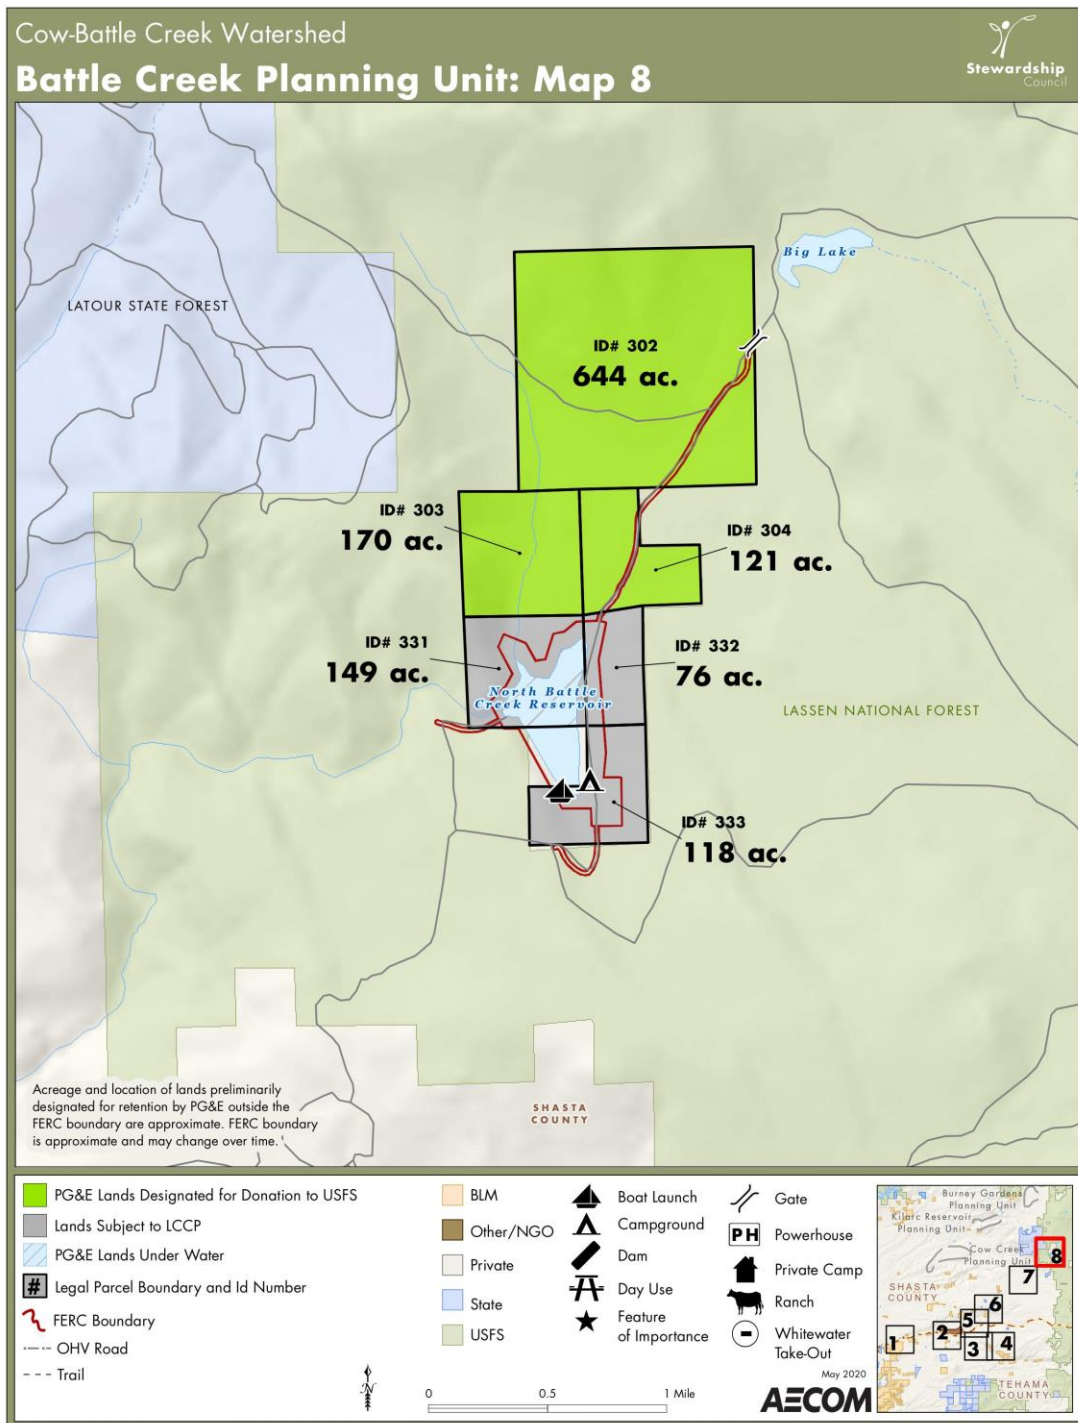 Cow-Battle Creek Watershed
Battle Creek Planning Unit: Map 8
Stewardship
Council
Big Lake
LATOUR STATE FOREST
ID# 302
644 ac.
ID# 303
170 ac.
ID# 304
121 ac.
ID# 331
149 ac.
ID# 332
76 ac.
North Battle
Creek Reservoir
LASSEN NATIONAL FOREST
ID# 333
118 ac.
SHASTA
COUNTY
Acreage and location of lands preliminarily
designated for retention by PG&E outside the
FERC boundary are approximate. FERC boundary
is approximate and may change over time.
PG&E Lands Designated for Donation to USFS
Lands Subject to LCCP
PG&E Lands Under Water
# Legal Parcel Boundary and Id Number
FERC Boundary
OHV Road
Trail
BLM
Other/NGO
Private
State
USFS
Boat Launch
Campground
Dam
Day Use
Feature
of Importance
Gate
PH Powerhouse
Private Camp
Ranch
Whitewater
Take-Out
N
0 0.5 1 Mile
May 2020
AECOM
Burney Gardens
Planning Unit
Kilarc Reservoir
Planning Unit
Cow Creek
Planning Unit
8
7
SHASTA
COUNTY
6
5
1
2
3
4
TEHAMA
COUNTY